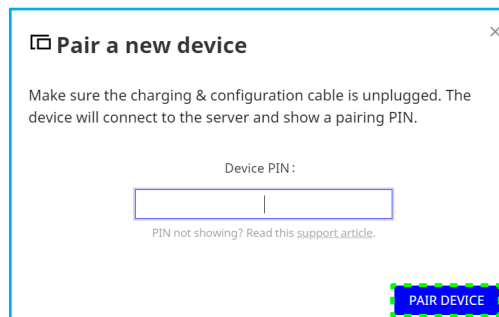 Pair a new device
Make sure the charging & configuration cable is unplugged. The
device will connect to the server and show a pairing PIN.
Device PIN:
PIN not showing? Read this support article.
PAIR DEVICE